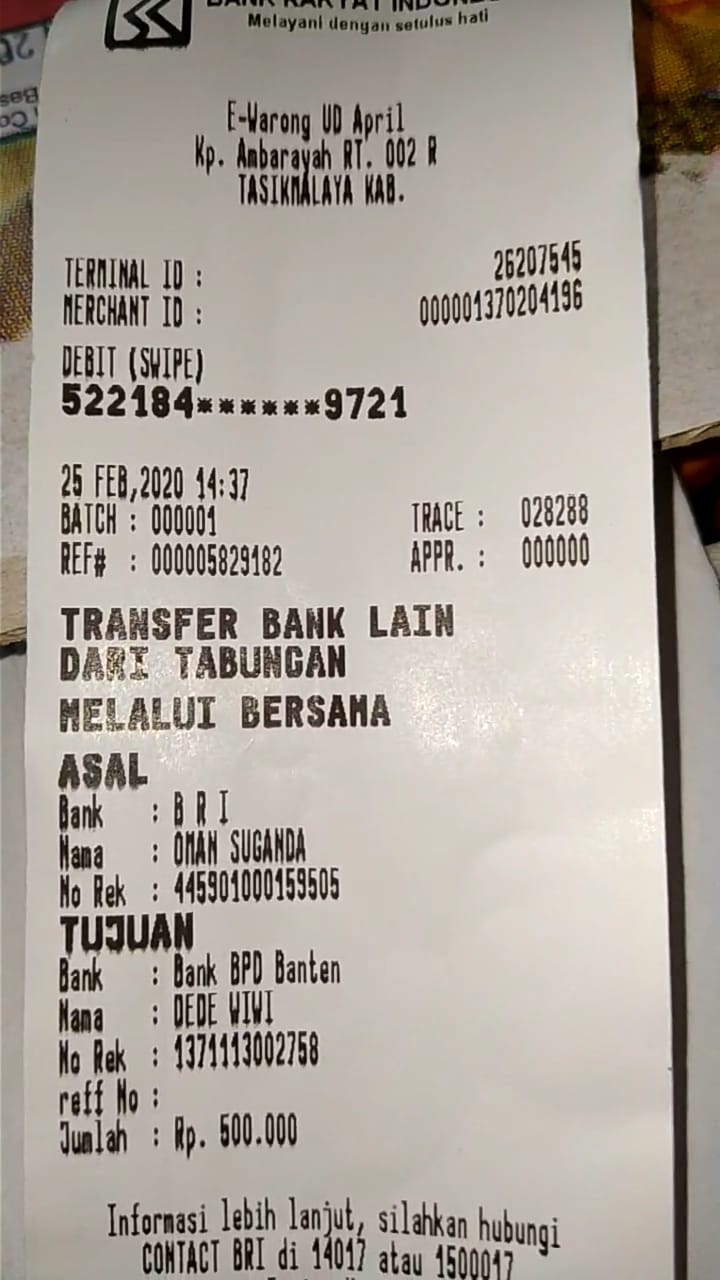 BANK RAKYAT INDONES
Melayani dengan setulus hati
E-Warong UD April
Kp. Ambarayah RT. 002 R
TASIKMALAYA KAB.
TERMINAL ID : 26207545
MERCHANT ID : 000001370204196
DEBIT (SWIPE)
522184******9721
25 FEB,2020 14:37
BATCH : 000001 TRACE : 028288
REF# : 000005829182 APPR. : 000000
TRANSFER BANK LAIN
DARI TABUNGAN
MELALUI BERSAMA
ASAL
Bank : B R I
Nama : OMAN SUGANDA
No Rek : 445901000159505
TUJUAN
Bank : Bank BPD Banten
Nama : DEDE WIWI
No Rek : 1371113002758
reff No :
Jumlah : Rp. 500.000
Informasi lebih lanjut, silahkan hubungi
CONTACT BRI di 14017 atau 1500017